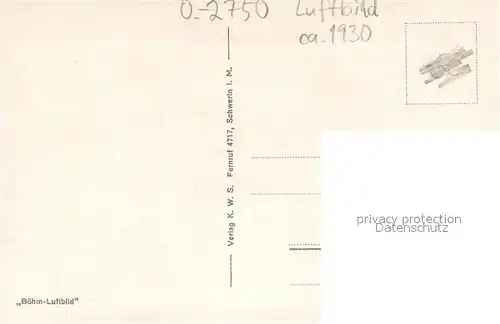 O-2750 Luftbild
ca. 1930
Verlag K. W. S. Fernruf 4717, Schwerin i. M.
privacy protection
Datenschutz
„Böhm-Luftbild"